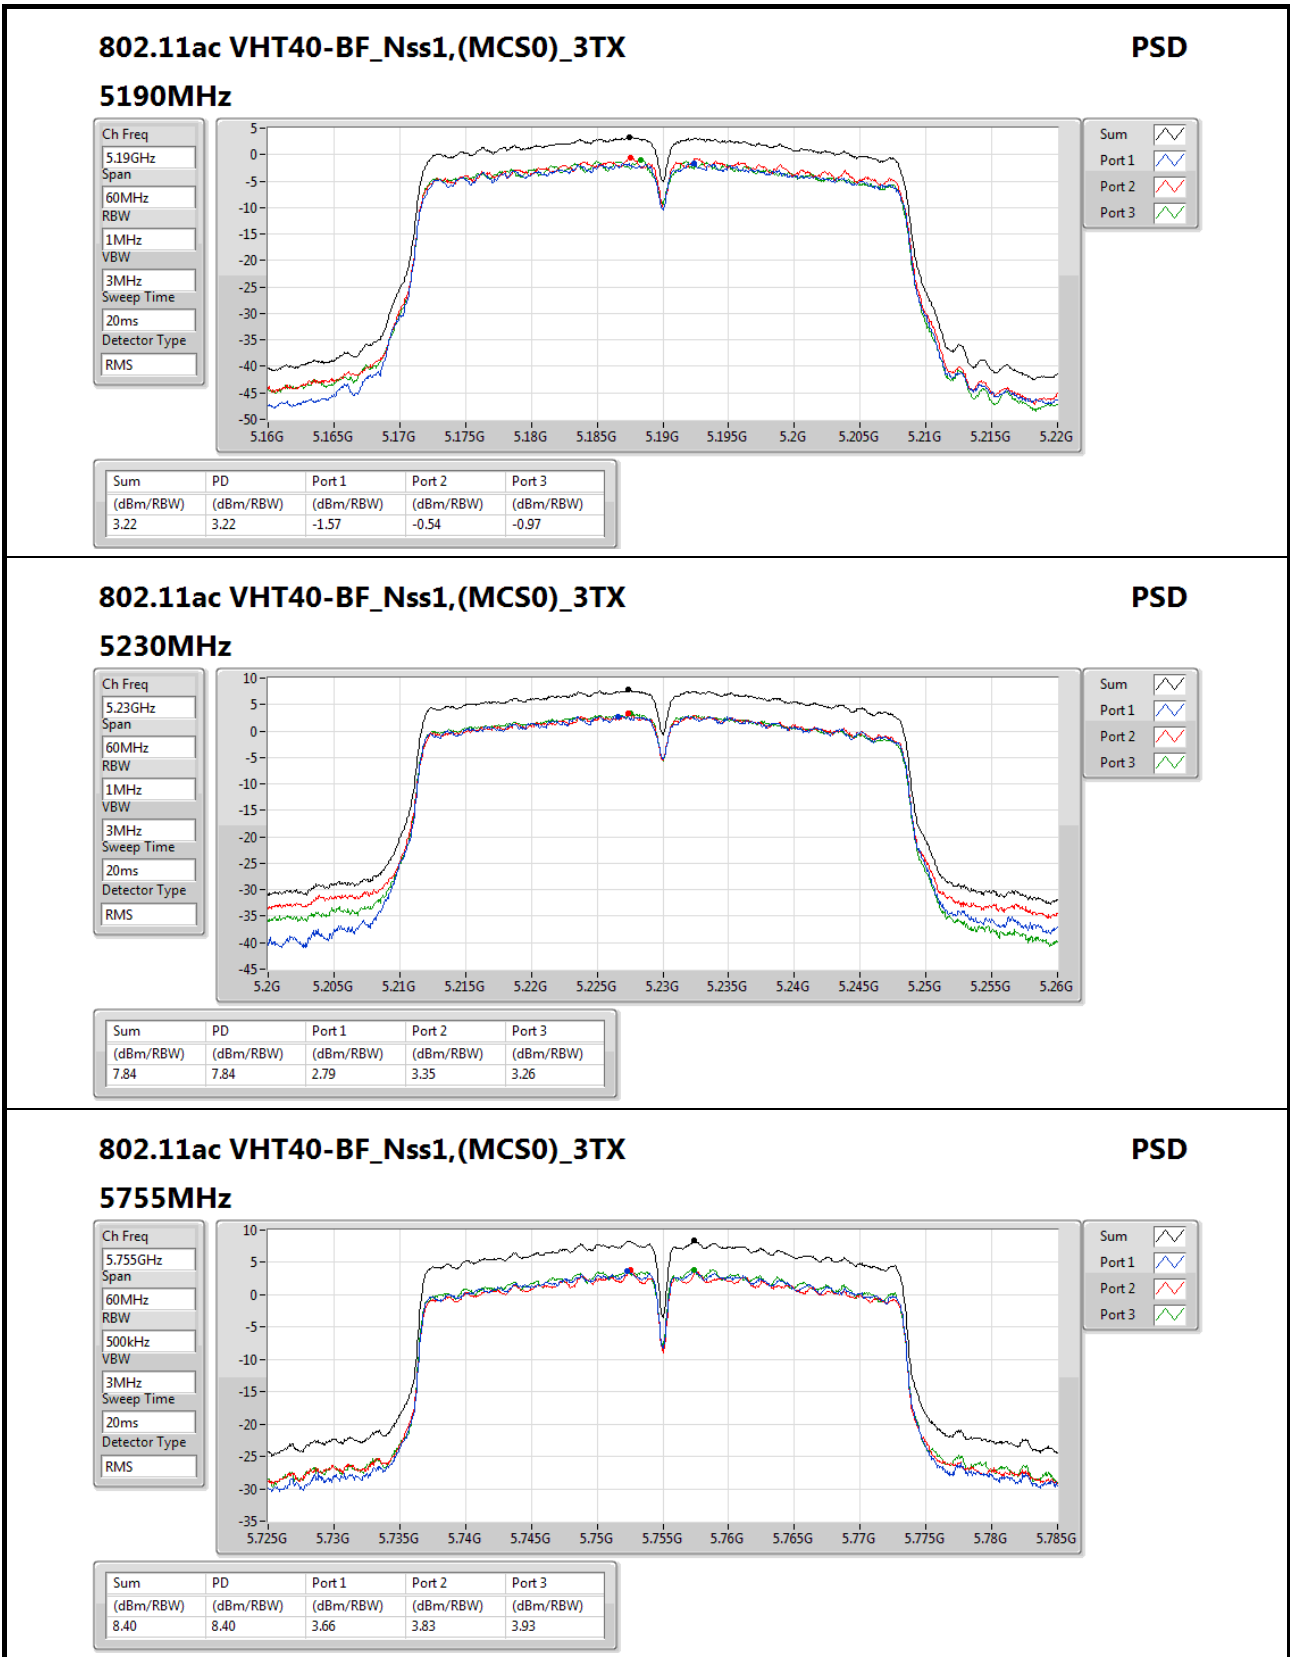 802.11ac VHT40-BF_Nss1,(MCS0)_3TX PSD
5190MHz
Ch Freq
5.19GHz
Span
60MHz
RBW
1MHz
VBW
3MHz
Sweep Time
20ms
Detector Type
RMS
5
0
-5
-10
-15
-20
-25
-30
-35
-40
-45
-50
5.16G 5.165G 5.17G 5.175G 5.18G 5.185G 5.19G 5.195G 5.2G 5.205G 5.21G 5.215G 5.22G
Sum
Port 1
Port 2
Port 3
Sum PD Port 1 Port 2 Port 3
(dBm/RBW) (dBm/RBW) (dBm/RBW) (dBm/RBW) (dBm/RBW)
3.22 3.22 -1.57 -0.54 -0.97
802.11ac VHT40-BF_Nss1,(MCS0)_3TX PSD
5230MHz
Ch Freq
5.23GHz
Span
60MHz
RBW
1MHz
VBW
3MHz
Sweep Time
20ms
Detector Type
RMS
10
5
0
-5
-10
-15
-20
-25
-30
-35
-40
-45
5.2G 5.205G 5.21G 5.215G 5.22G 5.225G 5.23G 5.235G 5.24G 5.245G 5.25G 5.255G 5.26G
Sum
Port 1
Port 2
Port 3
Sum PD Port 1 Port 2 Port 3
(dBm/RBW) (dBm/RBW) (dBm/RBW) (dBm/RBW) (dBm/RBW)
7.84 7.84 2.79 3.35 3.26
802.11ac VHT40-BF_Nss1,(MCS0)_3TX PSD
5755MHz
Ch Freq
5.755GHz
Span
60MHz
RBW
500kHz
VBW
3MHz
Sweep Time
20ms
Detector Type
RMS
10
5
0
-5
-10
-15
-20
-25
-30
-35
5.725G 5.73G 5.735G 5.74G 5.745G 5.75G 5.755G 5.76G 5.765G 5.77G 5.775G 5.78G 5.785G
Sum
Port 1
Port 2
Port 3
Sum PD Port 1 Port 2 Port 3
(dBm/RBW) (dBm/RBW) (dBm/RBW) (dBm/RBW) (dBm/RBW)
8.40 8.40 3.66 3.83 3.93